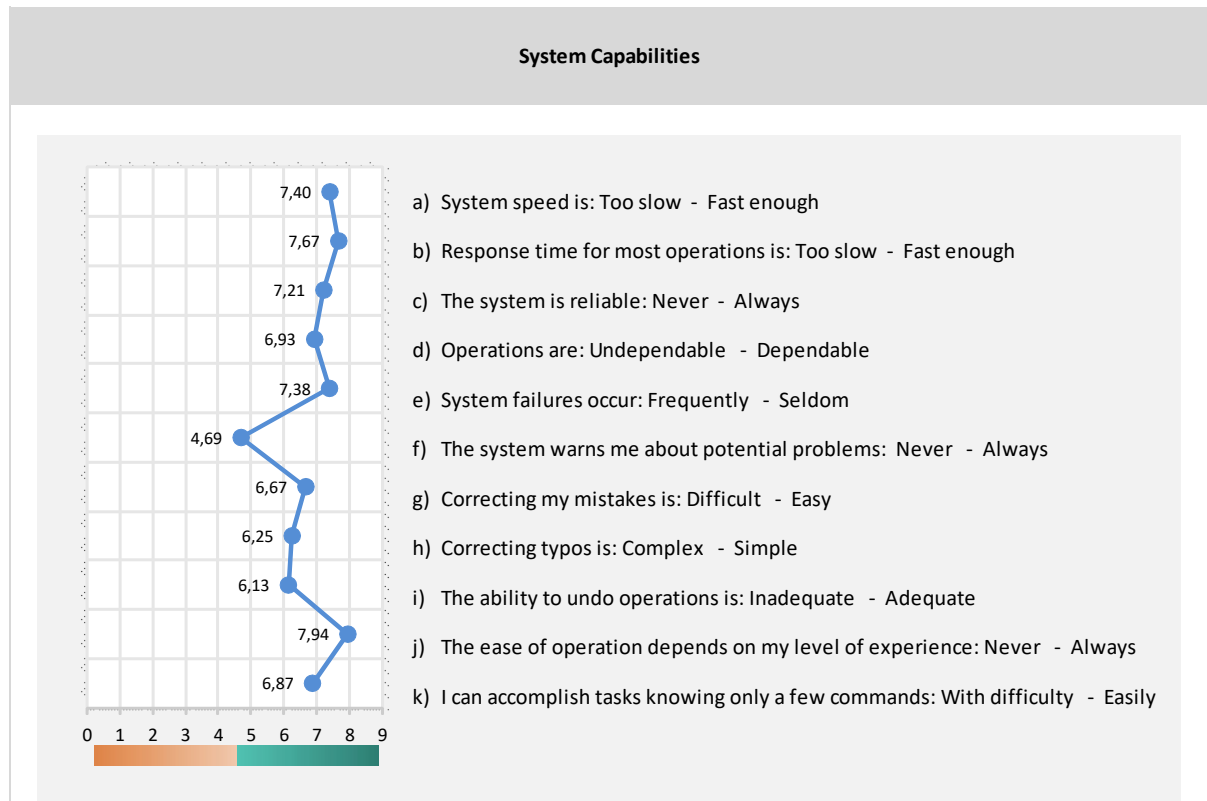 System Capabilities
7,40
a) System speed is: Too slow - Fast enough
7,67
b) Response time for most operations is: Too slow - Fast enough
7,21
c) The system is reliable: Never - Always
6,93
d) Operations are: Undependable - Dependable
7,38
e) System failures occur: Frequently - Seldom
4,69
f) The system warns me about potential problems: Never - Always
6,67
g) Correcting my mistakes is: Difficult - Easy
6,25
h) Correcting typos is: Complex - Simple
6,13
i) The ability to undo operations is: Inadequate - Adequate
7,94
j) The ease of operation depends on my level of experience: Never - Always
6,87
k) I can accomplish tasks knowing only a few commands: With difficulty - Easily
0 1 2 3 4 5 6 7 8 9